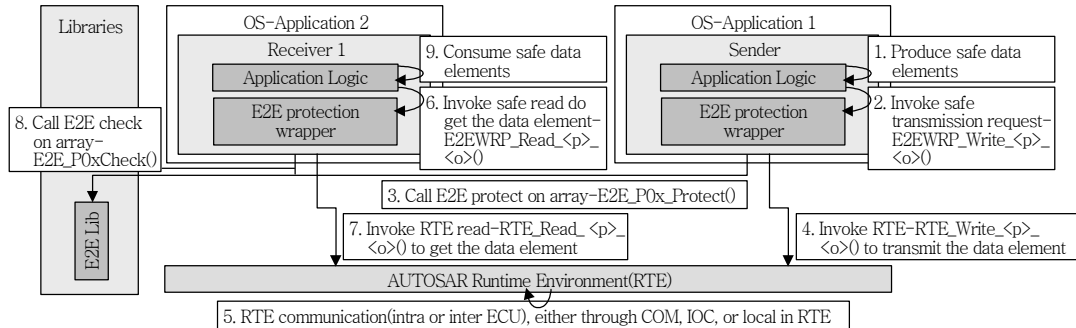 Libraries
OS-Application 2
OS-Application 1
Receiver 1
Application Logic
E2E protection
wrapper
9. Consume safe data
elements
6. Invoke safe read do
get the data element-
E2EWRP_Read_<p>_
<o>()
Sender
Application Logic
E2E protection
wrapper
1. Produce safe data
elements
2. Invoke safe
transmission request-
E2EWRP_Write_<p>_
<o>()
8. Call E2E check
on array-
E2E_P0xCheck()
E2E Lib
3. Call E2E protect on array-E2E_P0x_Protect()
7. Invoke RTE read-RTE_Read_ <p>_
<o>() to get the data element
4. Invoke RTE-RTE_Write_<p>_
<o>() to transmit the data element
AUTOSAR Runtime Environment(RTE)
5. RTE communication(intra or inter ECU), either through COM, IOC, or local in RTE